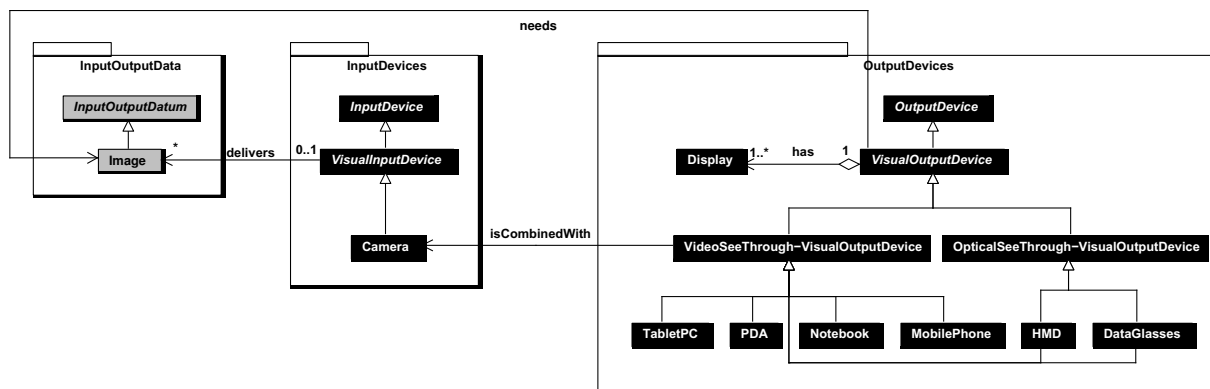 needs
InputOutputData
InputDevices
OutputDevices
InputOutputDatum
InputDevice
OutputDevice
Image
*
delivers
0..1
VisualInputDevice
Display
1..*
has
1
VisualOutputDevice
Camera
isCombinedWith
VideoSeeThrough−VisualOutputDevice
OpticalSeeThrough−VisualOutputDevice
TabletPC
PDA
Notebook
MobilePhone
HMD
DataGlasses